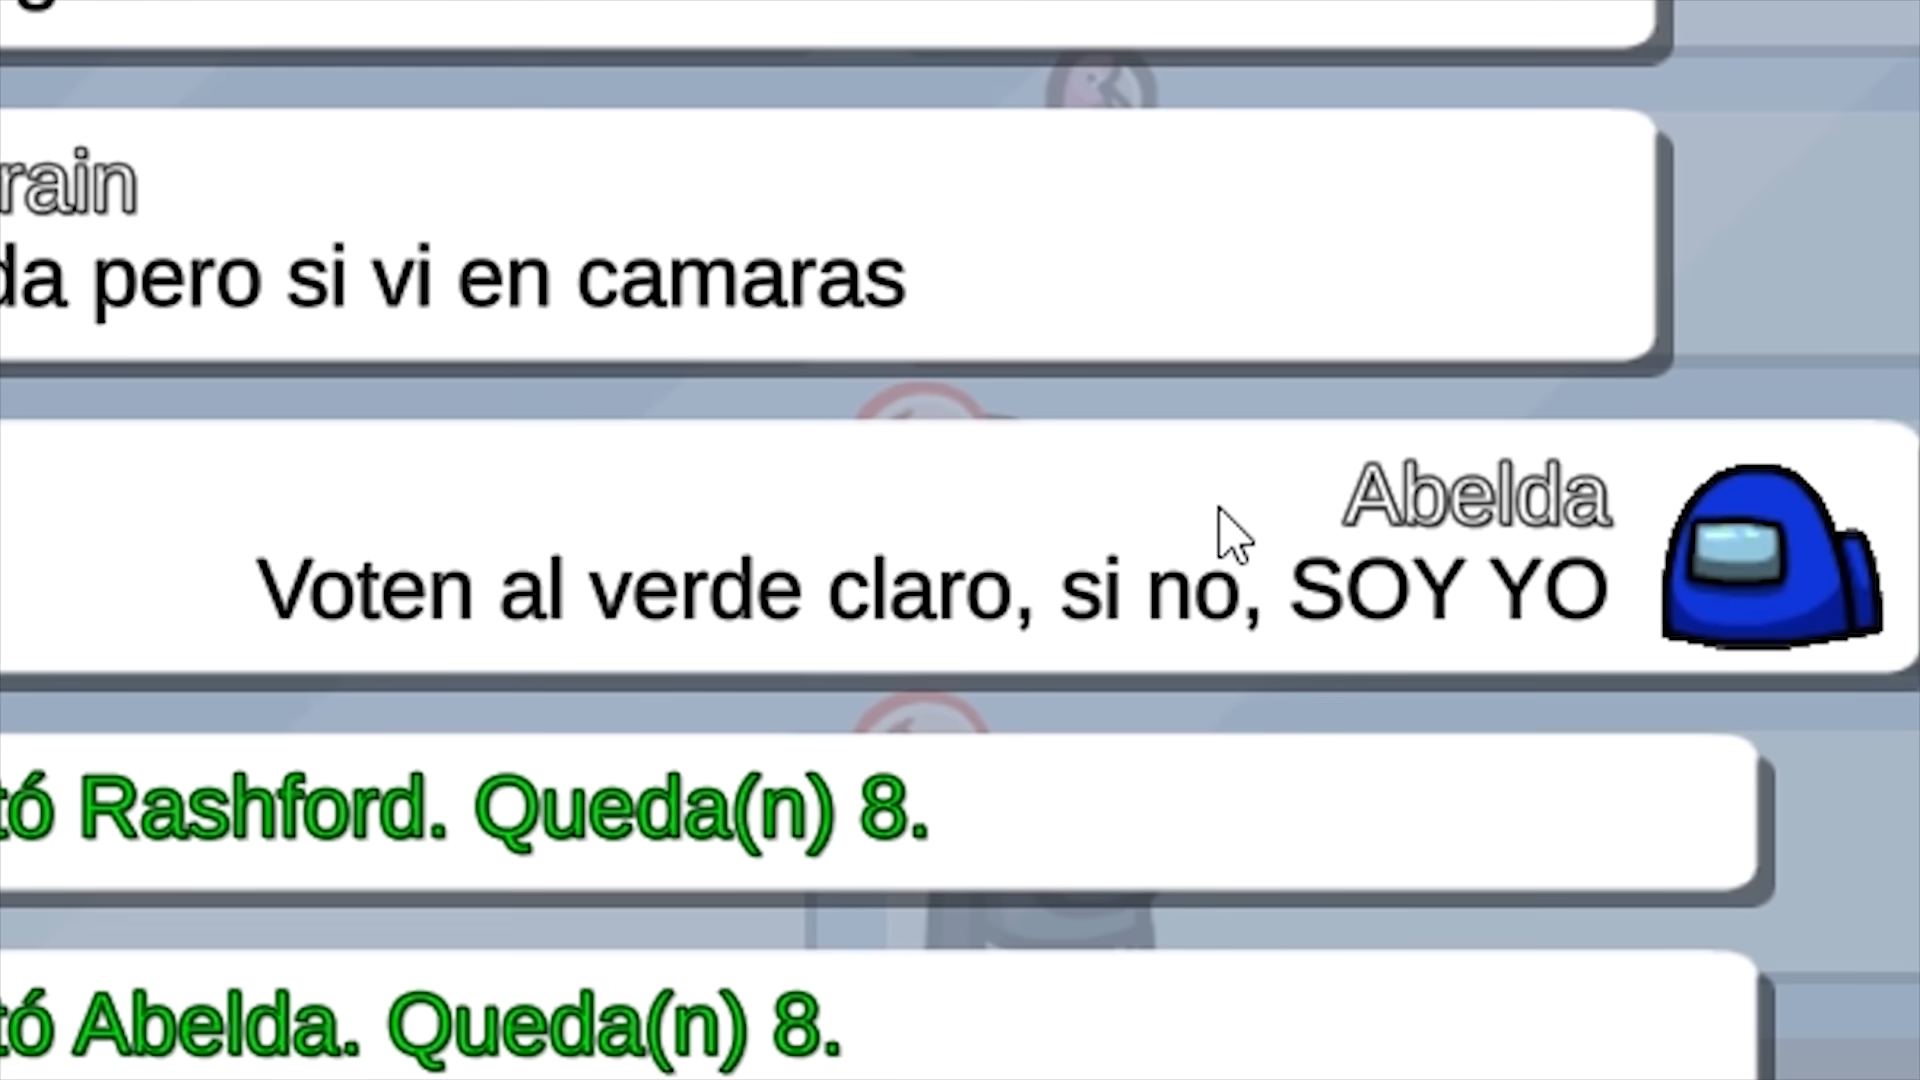 rain
da pero si vi en camaras
Abelda
Voten al verde claro, si no, SOY YO
tó Rashford. Queda(n) 8.
tó Abelda. Queda(n) 8.